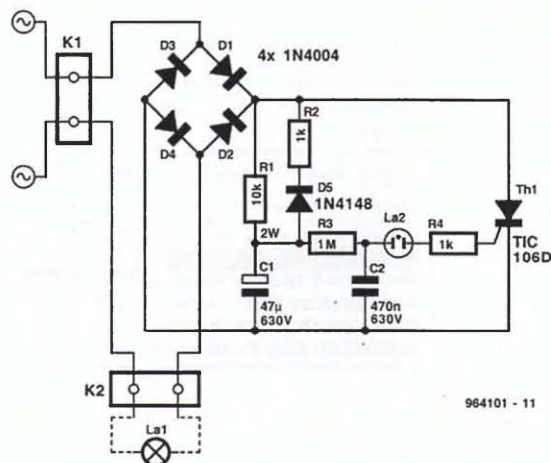 K1
D3
D1
4x 1N4004
D4
D2
R2
1k
R1
10k
2W
D5
1N4148
R3
1M
La2
R4
1k
Th1
TIC
106D
C1
47µ
630V
C2
470n
630V
K2
La1
964101 - 11